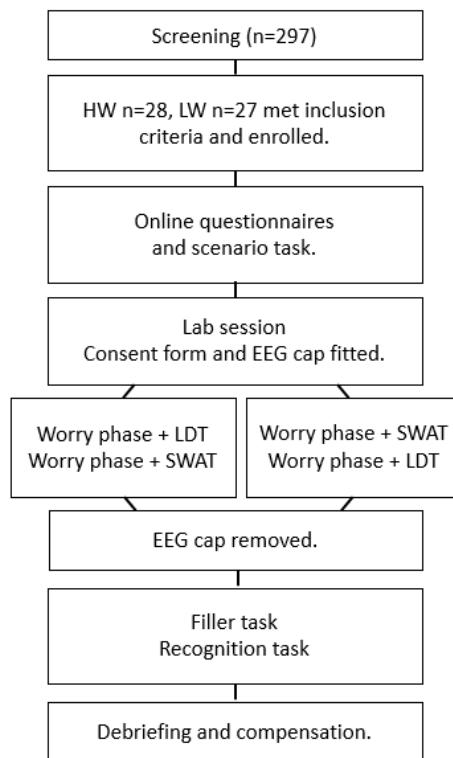 Screening (n=297)
HW n=28, LW n=27 met inclusion
criteria and enrolled.
Online questionnaires
and scenario task.
Lab session
Consent form and EEG cap fitted.
Worry phase + LDT
Worry phase + SWAT
Worry phase + SWAT
Worry phase + LDT
EEG cap removed.
Filler task
Recognition task
Debriefing and compensation.